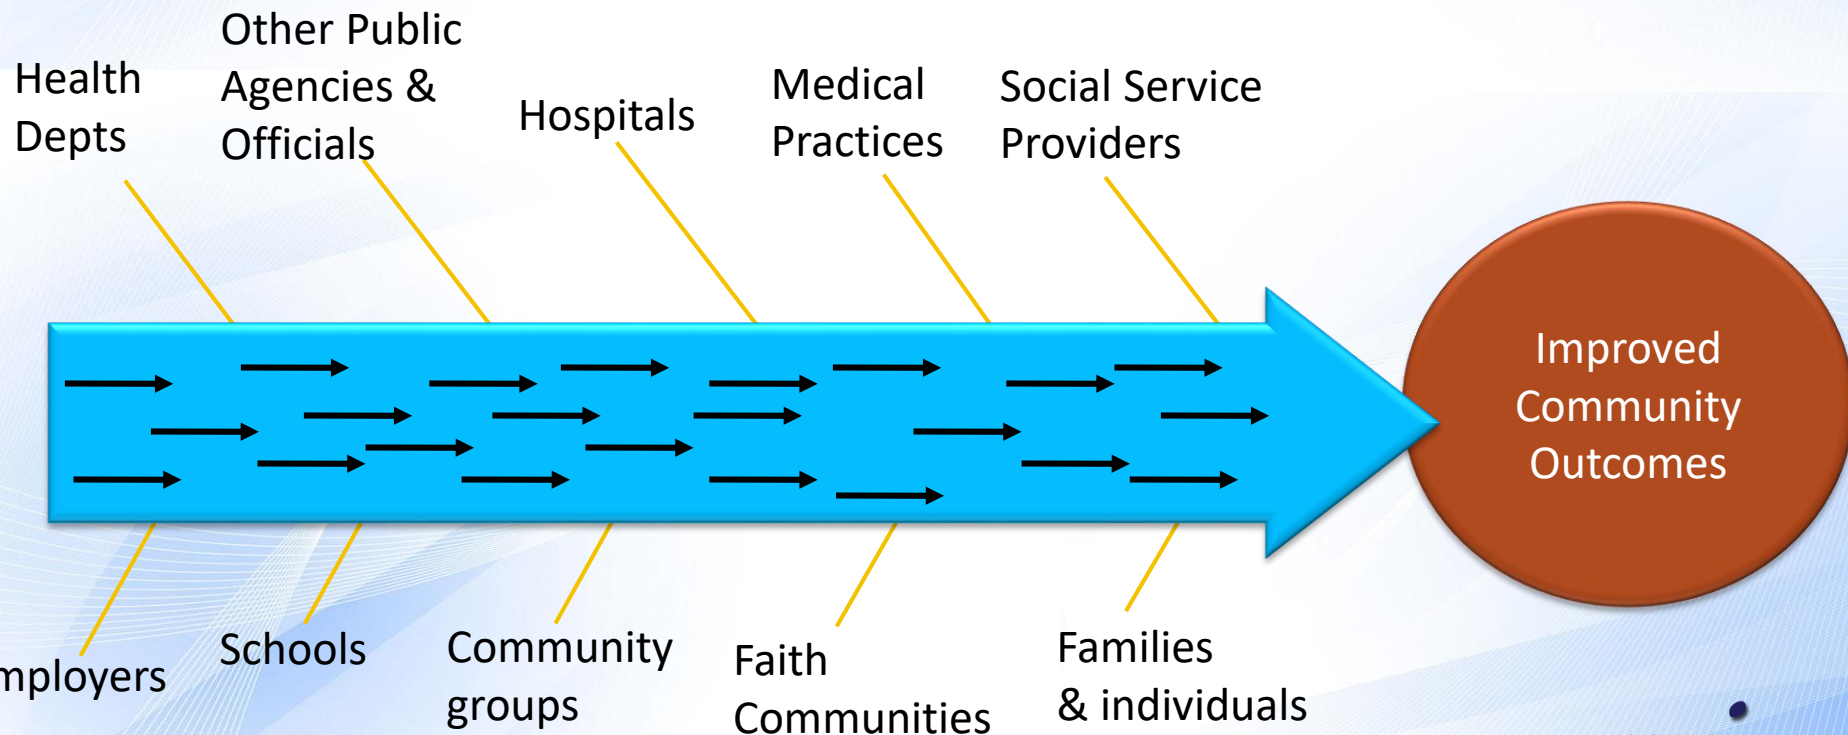 Health
Depts
Other Public
Agencies &
Officials
Hospitals
Medical
Practices
Social Service
Providers
Improved
Community
Outcomes
mployers
Schools
Community
groups
Faith
Communities
Families
& individuals